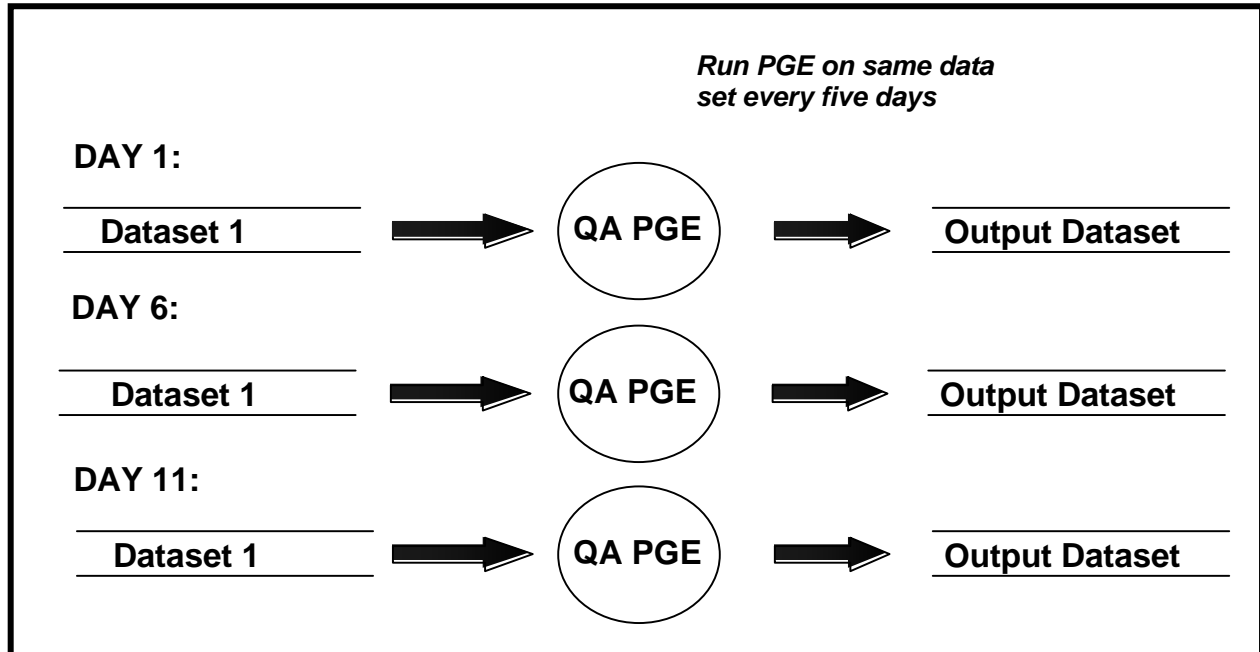 Run PGE on same data
set every five days
DAY 1:
Dataset 1
QA PGE
Output Dataset
DAY 6:
Dataset 1
QA PGE
Output Dataset
DAY 11:
Dataset 1
QA PGE
Output Dataset